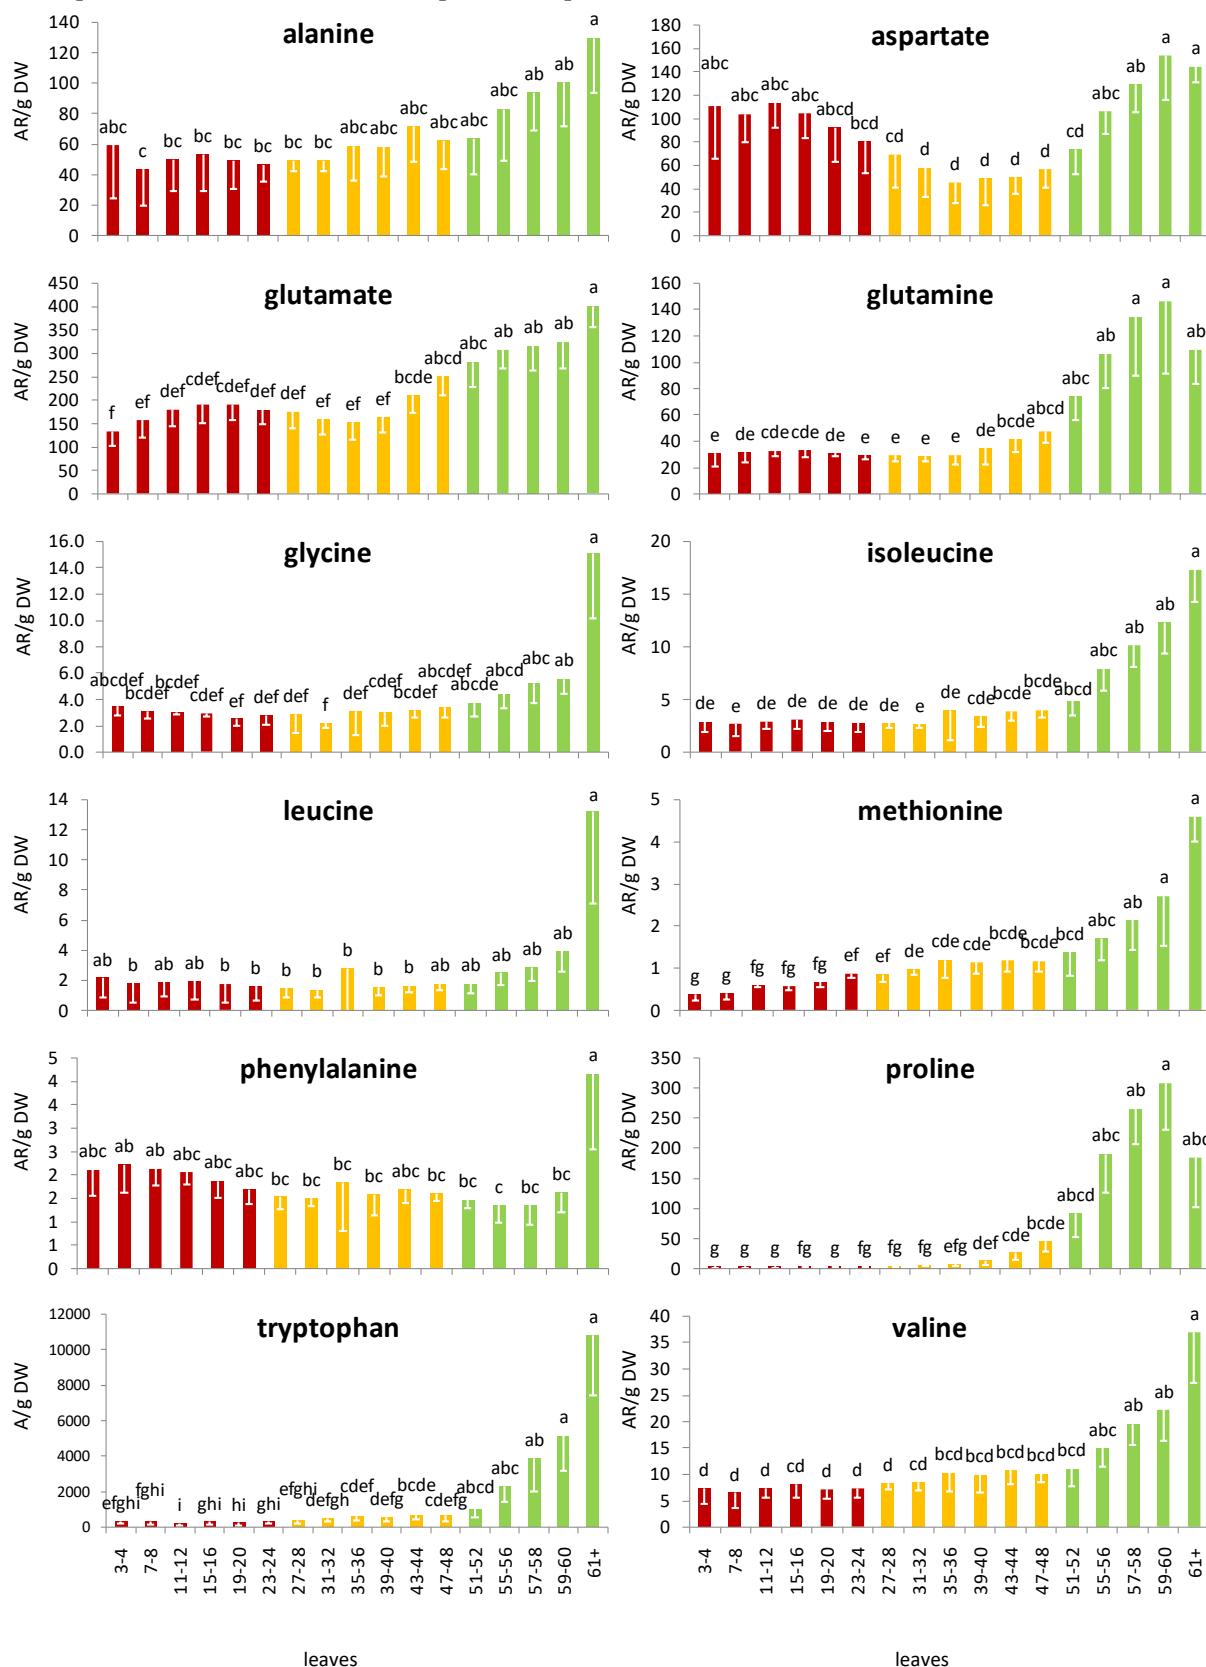 alanine
AR/g DW
140
120
100
80
60
40
20
0
abc c bc bc bc bc bc bc abc abc abc abc abc abc ab ab a
aspartate
AR/g DW
180
160
140
120
100
80
60
40
20
0
abc abc abc abc abcd bcd cd d d d d d cd abc ab a a
glutamate
AR/g DW
450
400
350
300
250
200
150
100
50
0
f ef def cdef cdef def def ef ef ef bcde abcd abc ab ab ab a
glutamine
AR/g DW
160
140
120
100
80
60
40
20
0
e de cde cde de e e e e de bcde abcd abc ab a a ab
glycine
AR/g DW
16.0
14.0
12.0
10.0
8.0
6.0
4.0
2.0
0.0
abcdef bcdef bcdef cdef ef def def f def cdef bcdef abcdef abcde abcd abc ab a
isoleucine
AR/g DW
20
15
10
5
0
de e de de de de de e de cde bcde bcde abcd abc ab ab a
leucine
AR/g DW
14
12
10
8
6
4
2
0
ab b ab ab b b b b b b b ab ab ab ab ab a
methionine
AR/g DW
5
4
3
2
1
0
g g fg fg fg ef ef de cde cde bcde bcde bcd abc ab a a
phenylalanine
AR/g DW
5
4
4
3
3
2
2
1
1
0
abc ab ab abc abc abc bc bc bc bc abc bc bc c bc bc a
proline
AR/g DW
350
300
250
200
150
100
50
0
g g g fg g fg fg fg efg def cde bcde abcd abc ab a
tryptophan
A/g DW
12000
10000
8000
6000
4000
2000
0
efghi fghi i ghi hi ghi efghi defgh cdef defg bcde cdefg abcd abc ab a a
3-4 7-8 11-12 15-16 19-20 23-24 27-28 31-32 35-36 39-40 43-44 47-48 51-52 55-56 57-58 59-60 61+
leaves
valine
AR/g DW
40
35
30
25
20
15
10
5
0
d d d cd d d d cd bcd bcd bcd bcd bcd abc ab ab a
3-4 7-8 11-12 15-16 19-20 23-24 27-28 31-32 35-36 39-40 43-44 47-48 51-52 55-56 57-58 59-60 61+
leaves